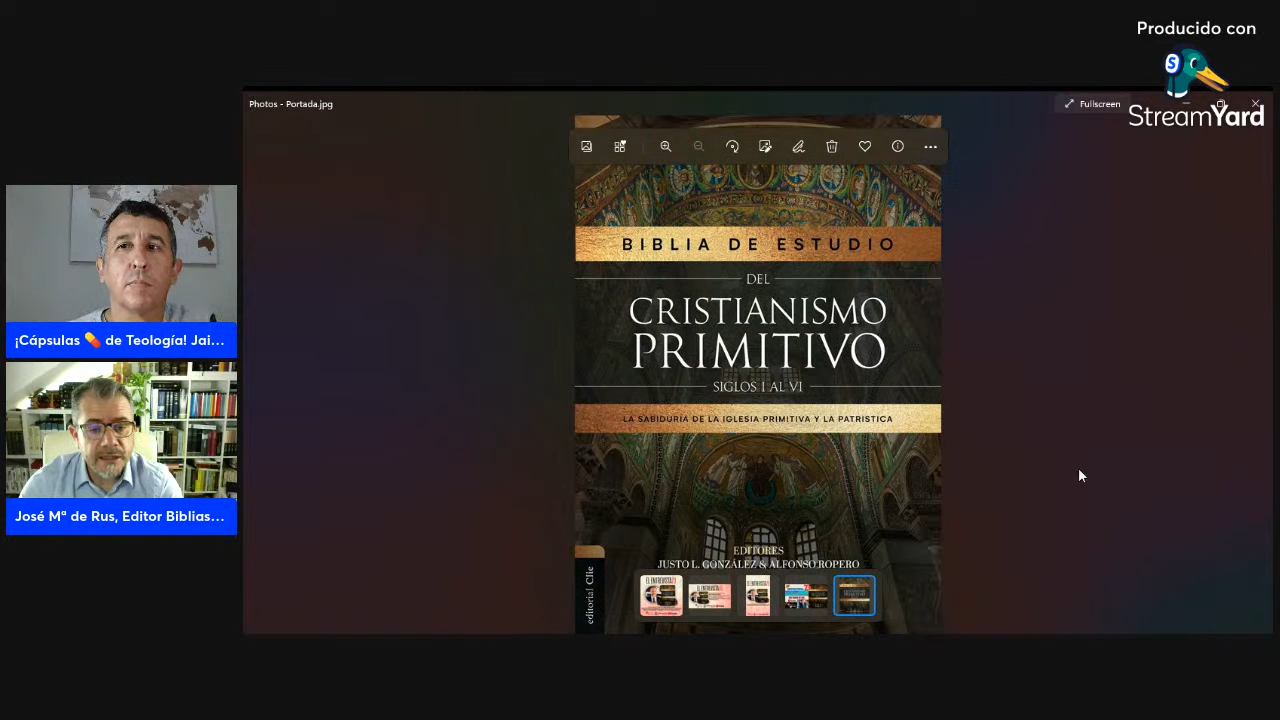 Producido con
StreamYard
Photos - Portada.jpg
Fullscreen
BIBLIA DE ESTUDIO
DEL
CRISTIANISMO
PRIMITIVO
SIGLOS I AL VI
LA SABIDURÍA DE LA IGLESIA PRIMITIVA Y LA PATRÍSTICA
EDITORES
JUSTO L. GONZÁLEZ & ALFONSO ROPERO
editorial Clie
¡Cápsulas 💊 de Teología! Jai...
José Mª de Rus, Editor Biblias...
EL ENTREVISTA